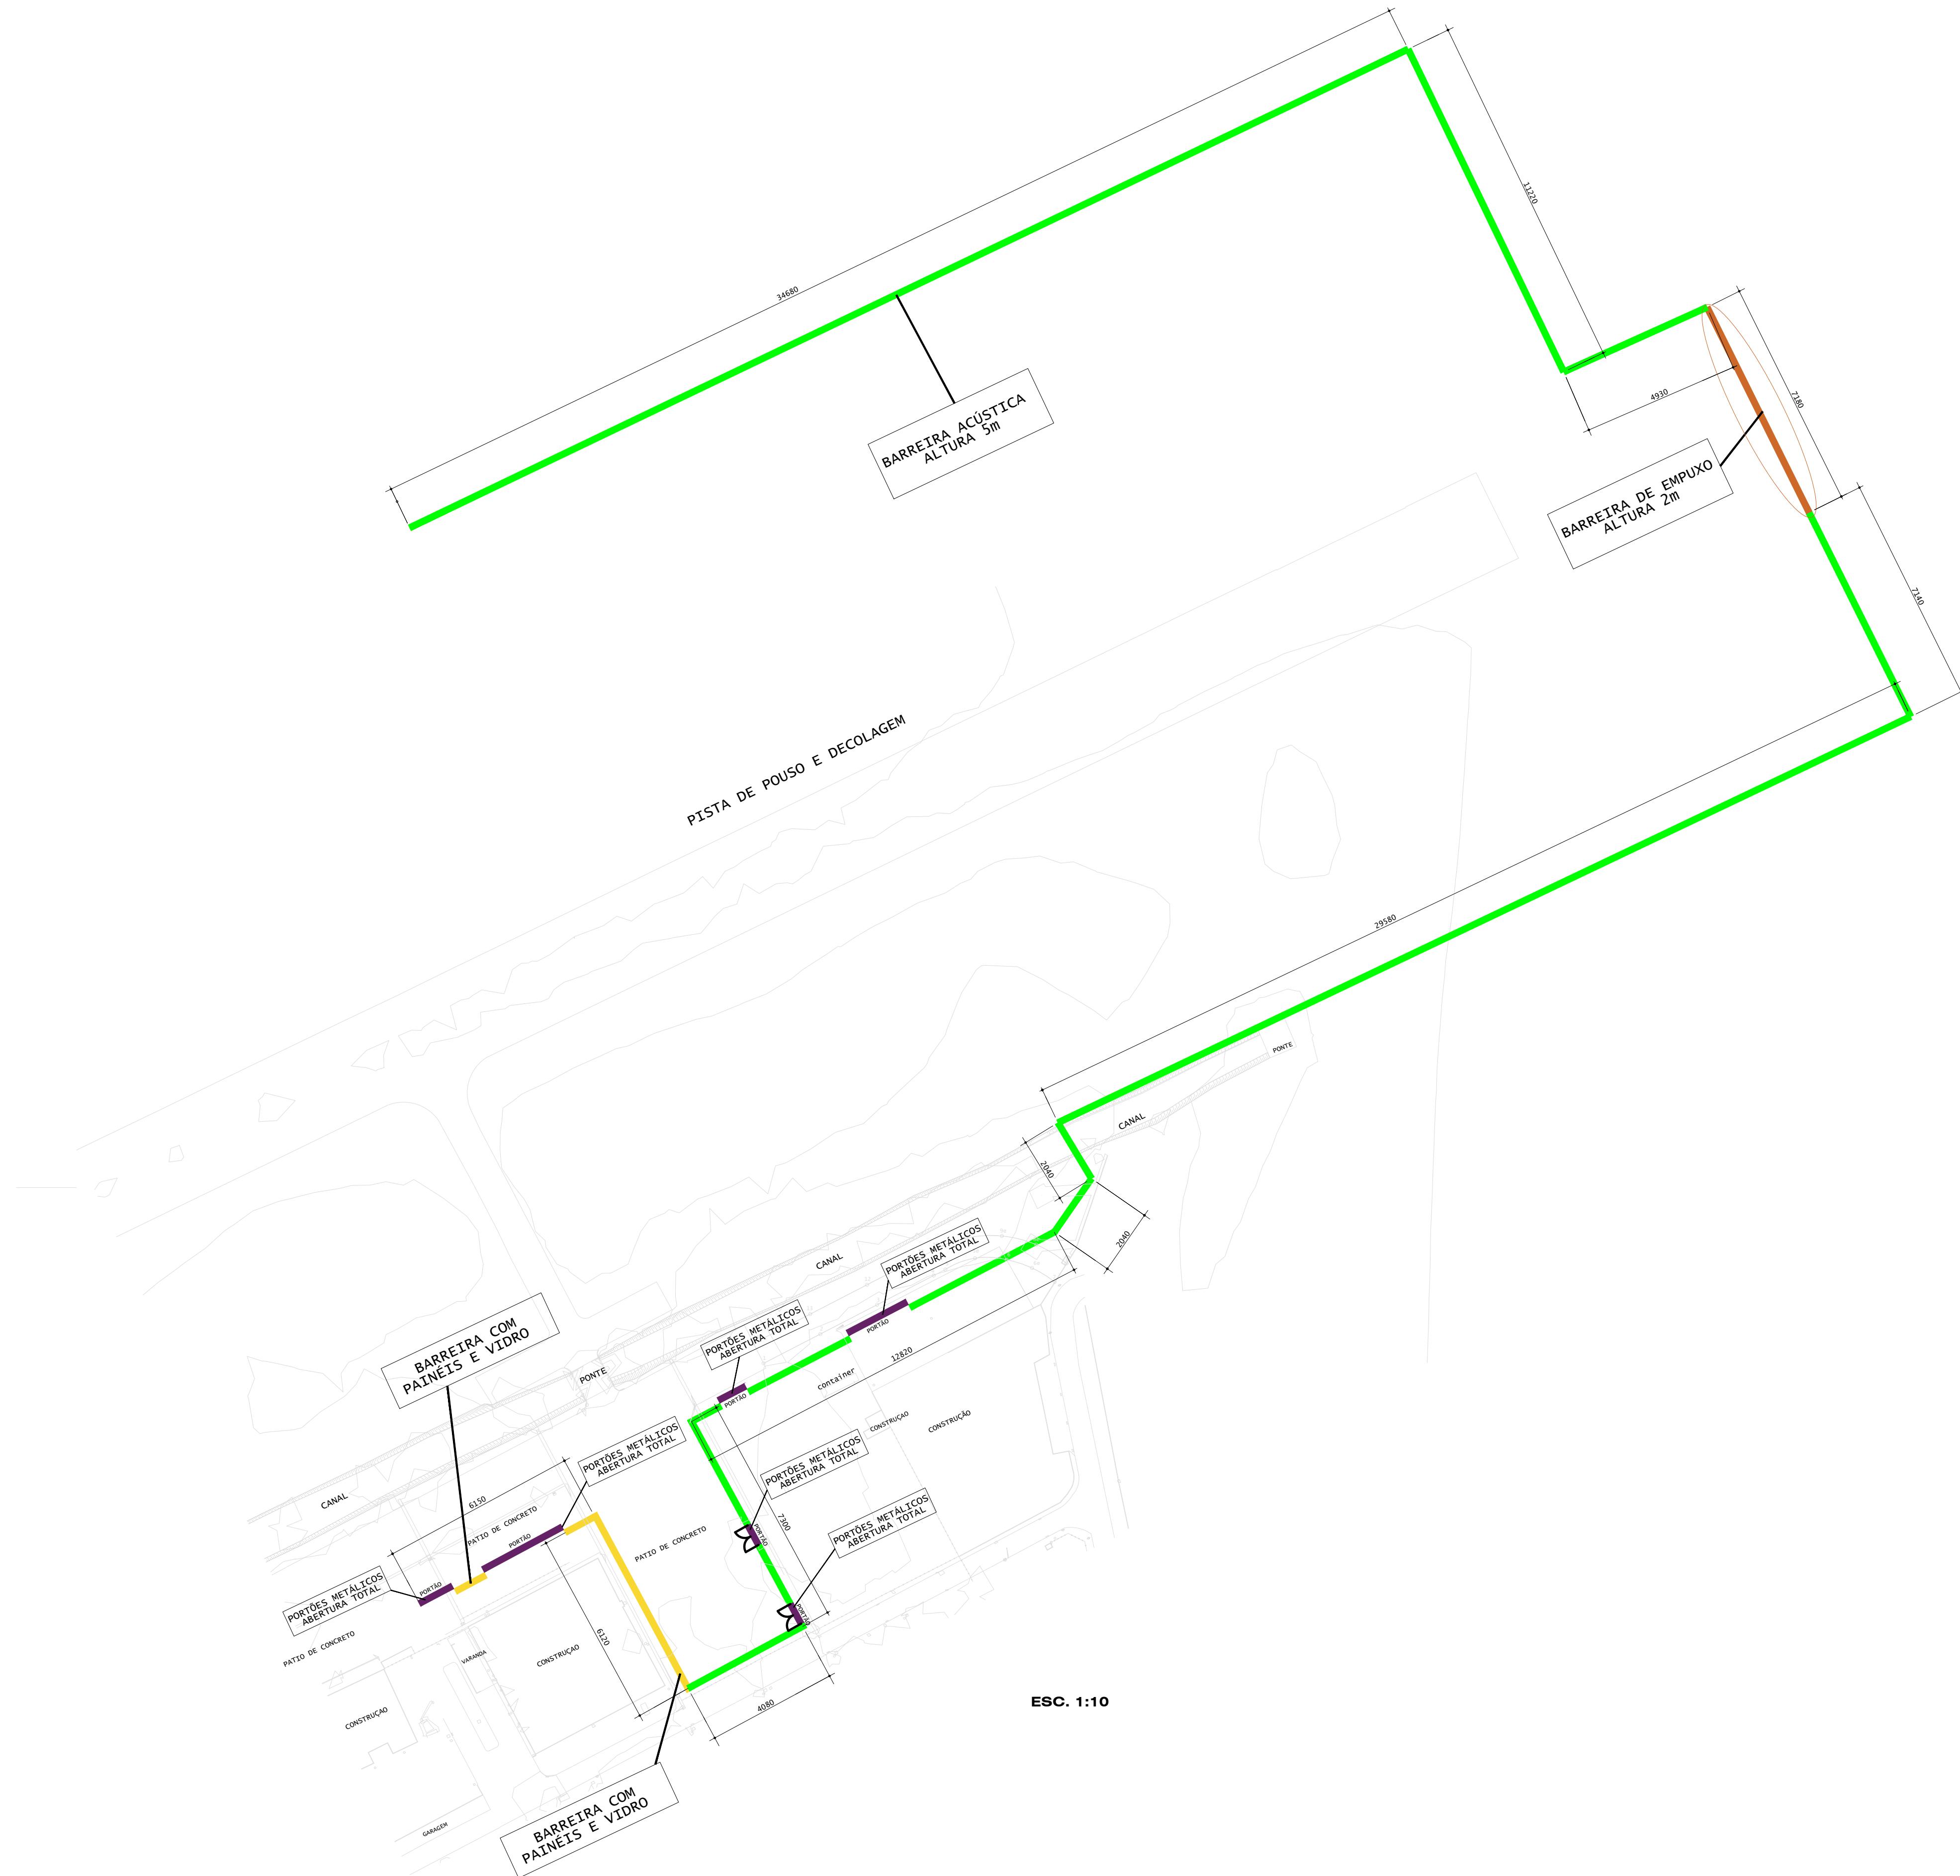 34680
11220
BARREIRA ACÚSTICA
ALTURA 5m
4930
7180
BARREIRA DE EMPUXO
ALTURA 2m
7140
PISTA DE POUSO E DECOLAGEM
29580
PONTE
CANAL
2040
2040
CANAL
PORTÕES METÁLICOS
ABERTURA TOTAL
PORTÃO
PORTÕES METÁLICOS
ABERTURA TOTAL
PORTÃO
12820
container
CONSTRUÇAO
CONSTRUÇÃO
BARREIRA COM
PAINÉIS E VIDRO
PONTE
PORTÕES METÁLICOS
ABERTURA TOTAL
PORTÕES METÁLICOS
ABERTURA TOTAL
PORTÃO
7300
PORTÕES METÁLICOS
ABERTURA TOTAL
PORTÃO
CANAL
6150
PATIO DE CONCRETO
PORTÃO
PATIO DE CONCRETO
PORTÕES METÁLICOS
ABERTURA TOTAL
PORTÃO
PATIO DE CONCRETO
VARANDA
CONSTRUÇAO
6120
4080
CONSTRUÇAO
ESC. 1:10
BARREIRA COM
PAINÉIS E VIDRO
GARAGEM